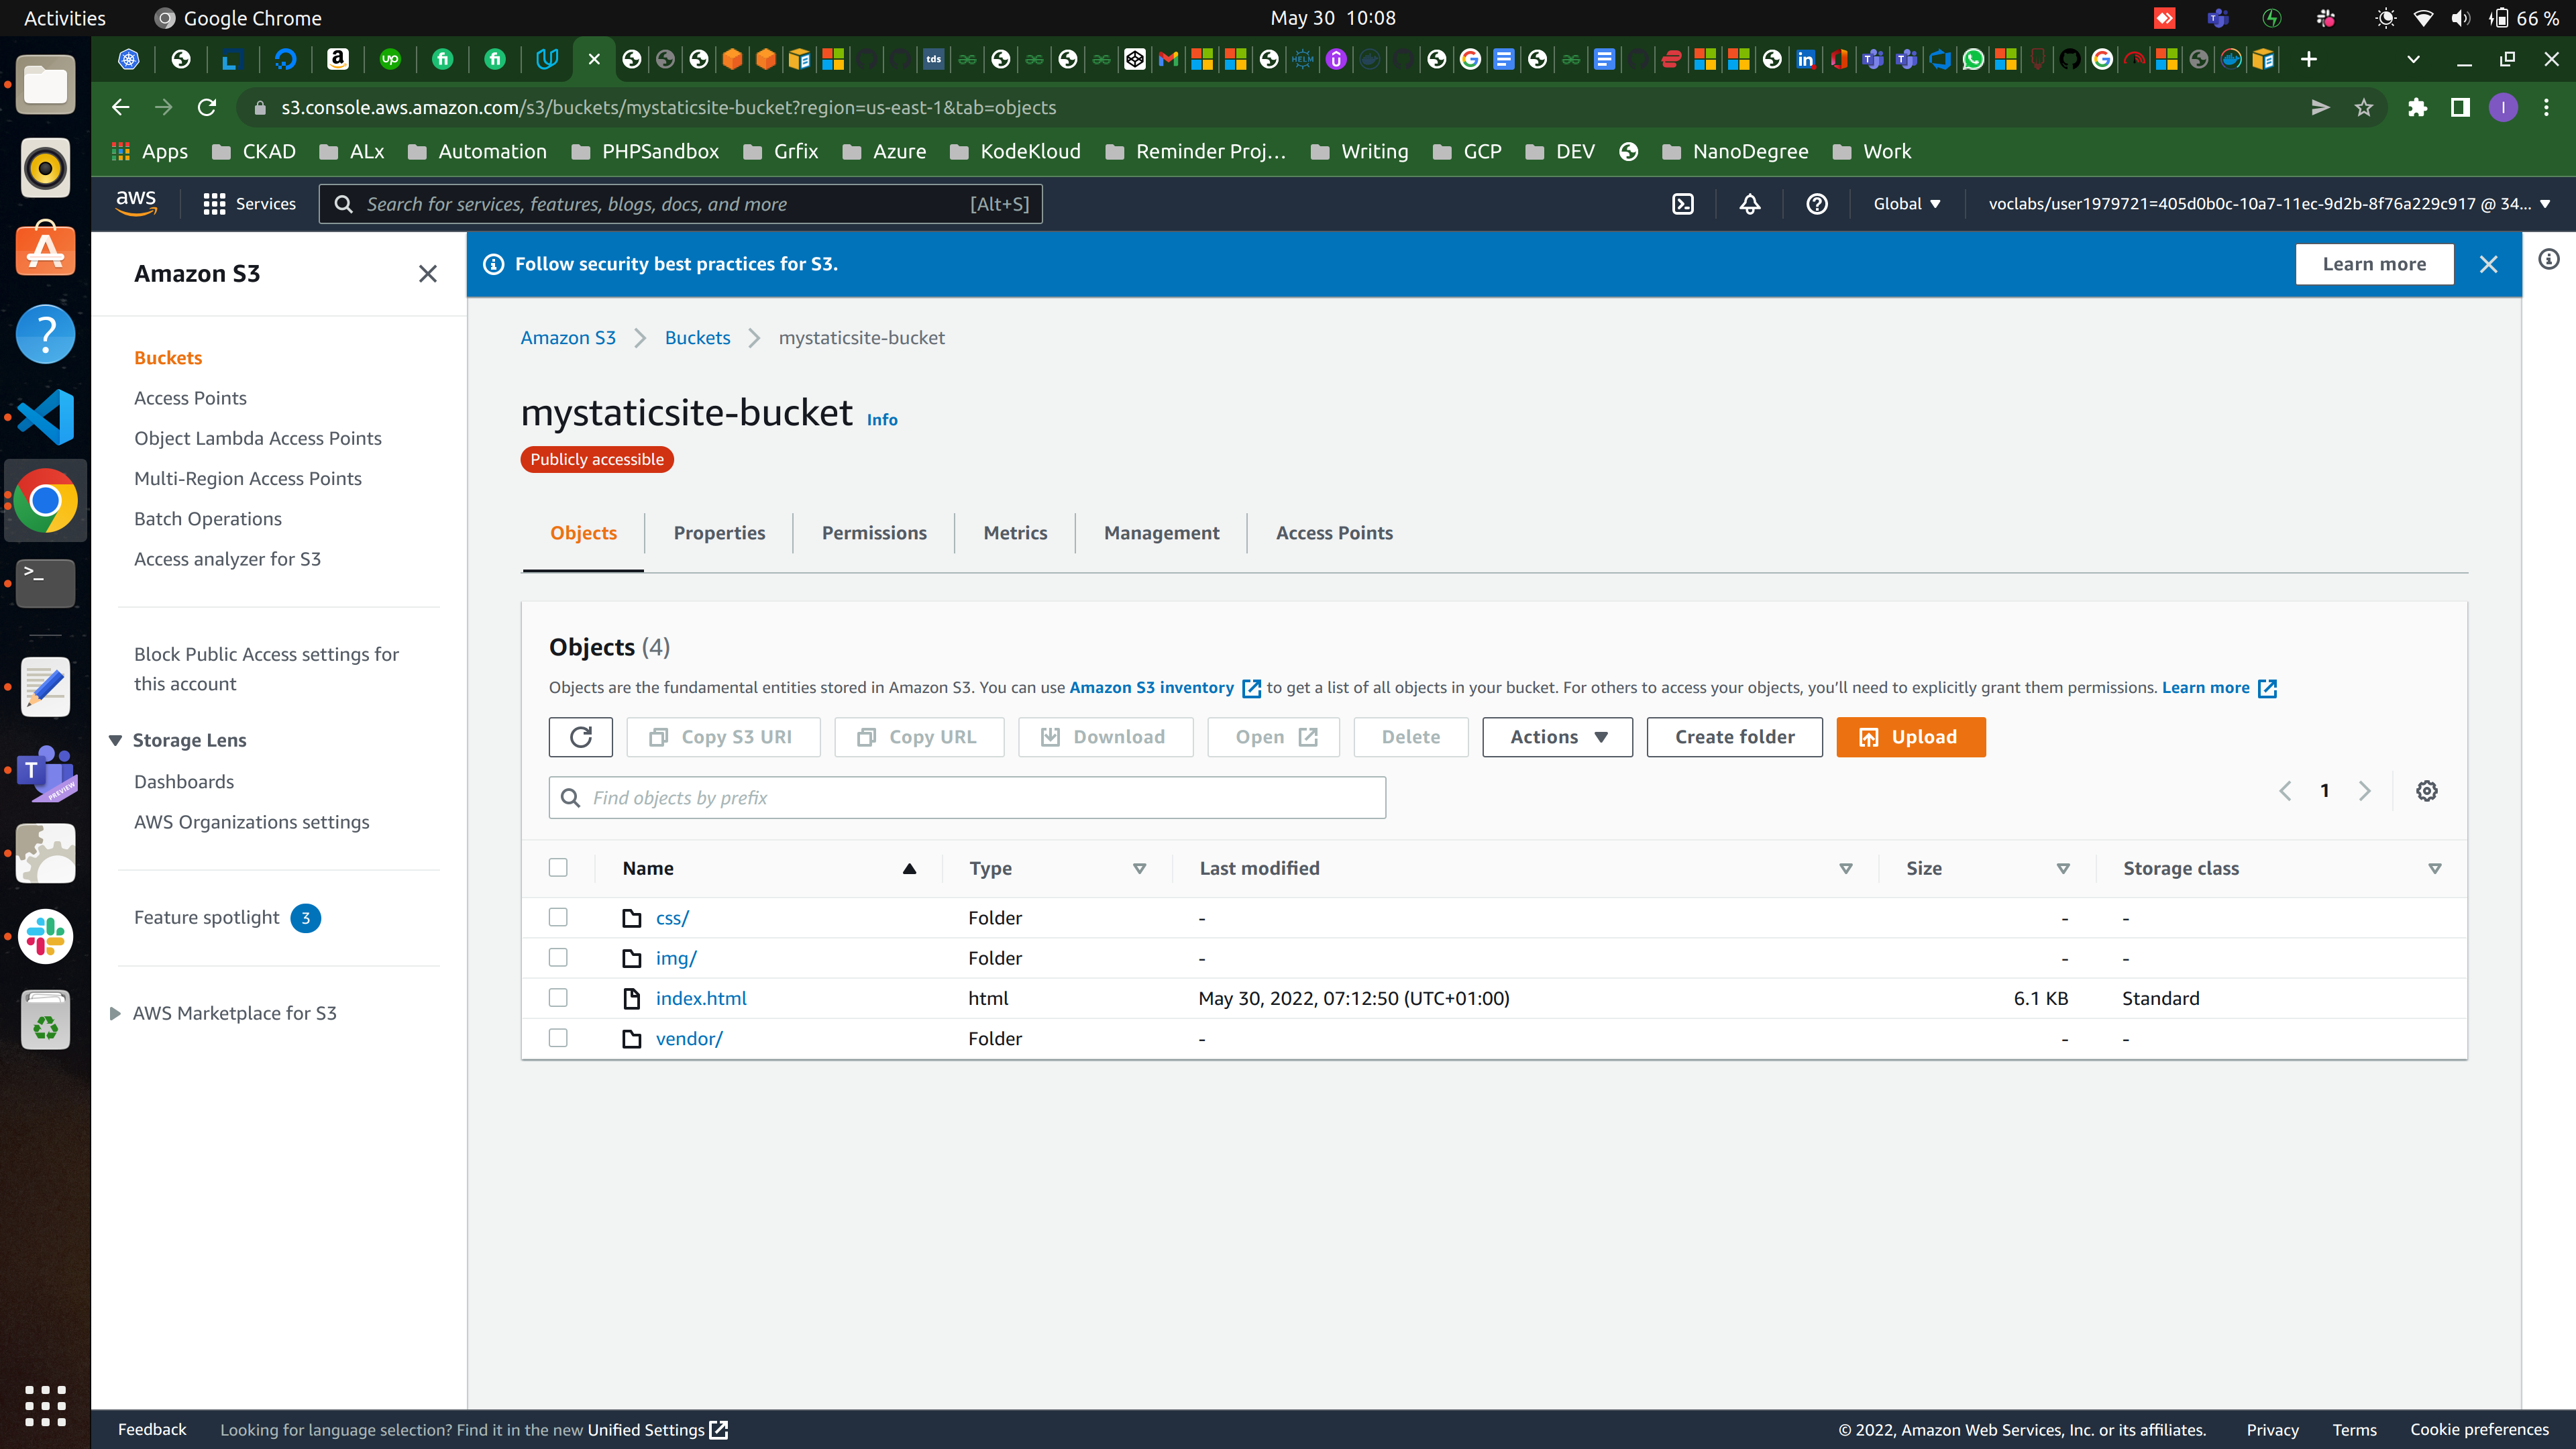 Activities
Google Chrome
May 30 10:08
66 %
tds
HELM
s3.console.aws.amazon.com/s3/buckets/mystaticsite-bucket?region=us-east-1&tab=objects
Apps
CKAD
ALx
Automation
PHPSandbox
Grfix
Azure
KodeKloud
Reminder Proj...
Writing
GCP
DEV
NanoDegree
Work
aws
Services
Search for services, features, blogs, docs, and more
[Alt+S]
Global
voclabs/user1979721=405d0b0c-10a7-11ec-9d2b-8f76a229c917 @ 34...
Amazon S3
Follow security best practices for S3.
Learn more
Buckets
Access Points
Object Lambda Access Points
Multi-Region Access Points
Batch Operations
Access analyzer for S3
Block Public Access settings for
this account
Storage Lens
Dashboards
AWS Organizations settings
Feature spotlight 3
AWS Marketplace for S3
Amazon S3
Buckets
mystaticsite-bucket
mystaticsite-bucket Info
Publicly accessible
Objects
Properties
Permissions
Metrics
Management
Access Points
Objects (4)
Objects are the fundamental entities stored in Amazon S3. You can use Amazon S3 inventory to get a list of all objects in your bucket. For others to access your objects, you'll need to explicitly grant them permissions. Learn more
Copy S3 URI
Copy URL
Download
Open
Delete
Actions
Create folder
Upload
Find objects by prefix
1
Name Type Last modified Size Storage class
css/ Folder - - -
img/ Folder - - -
index.html html May 30, 2022, 07:12:50 (UTC+01:00) 6.1 KB Standard
vendor/ Folder - - -
Feedback
Looking for language selection? Find it in the new Unified Settings
© 2022, Amazon Web Services, Inc. or its affiliates.
Privacy
Terms
Cookie preferences